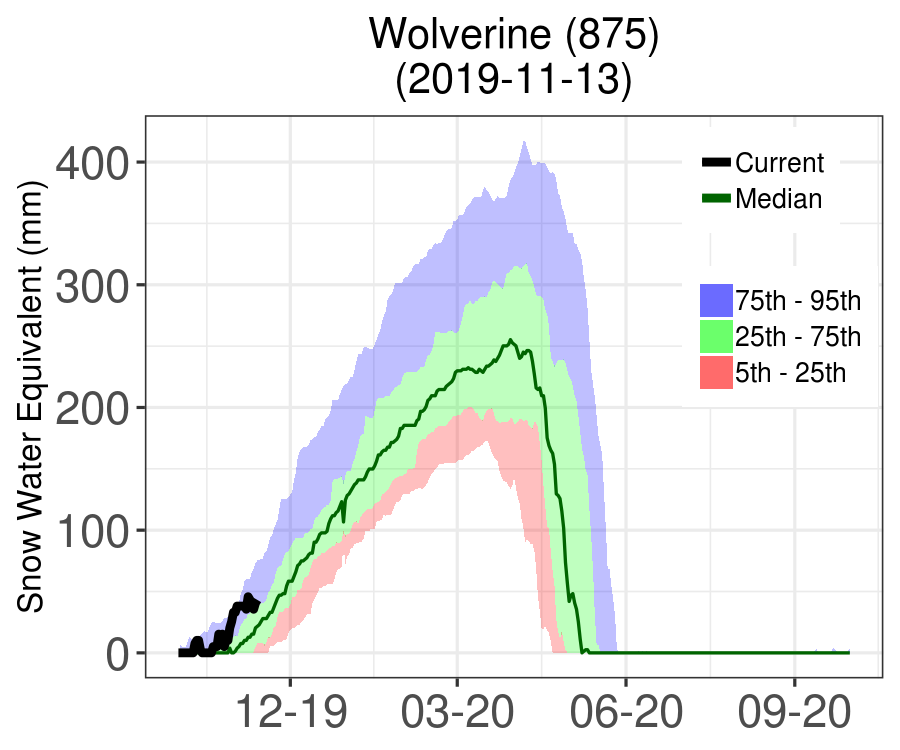 Wolverine (875)
(2019-11-13)
Snow Water Equivalent (mm)
400
300
200
100
0
Current
Median
75th - 95th
25th - 75th
5th - 25th
12-19 03-20 06-20 09-20